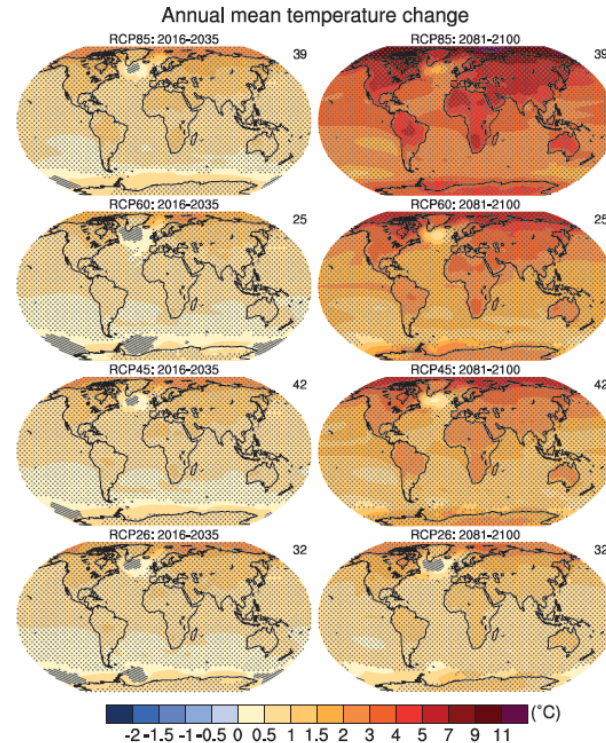 Annual mean temperature change
RCP85: 2016-2035
39
RCP85: 2081-2100
39
RCP60: 2016-2035
25
RCP60: 2081-2100
25
RCP45: 2016-2035
42
RCP45: 2081-2100
42
RCP26: 2016-2035
32
RCP26: 2081-2100
32
-2 -1.5 -1 -0.5 0 0.5 1 1.5 2 3 4 5 7 9 11 (°C)